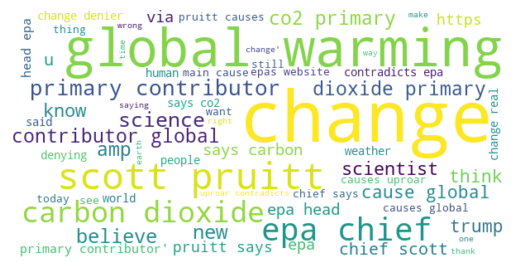 change denier
via
pruitt causes
co2 primary
wrong
make
https
thing
time
change'
still
way
head epa
u
global warming
human
main cause
epas website
contradicts epa
primary contributor
dioxide primary
says co2
know
science
said
saying
want
right
change
change real
contributor global
denying
amp
earth
says carbon
weather
scientist
people
scott pruitt
causes uproar
think
today
see
world
uproar contradicts
chief says
cause global
carbon dioxide
epa head
causes global
one
believe
new
epa chief
trump
primary contributor'
pruitt says
epa
chief scott
thank